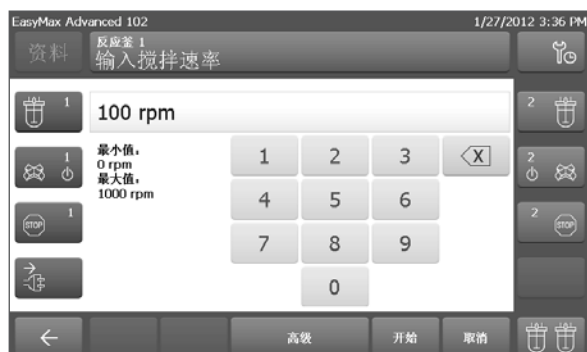 EasyMax Advanced 102 1/27/2012 3:36 PM
资料
反应釜 1
输入搅拌速率
1
100 rpm
2
最小值:
0 rpm
最大值:
1000 rpm
1 2 3 X
1
2
4 5 6
STOP 1
2 STOP
7 8 9
0
高级 开始 取消